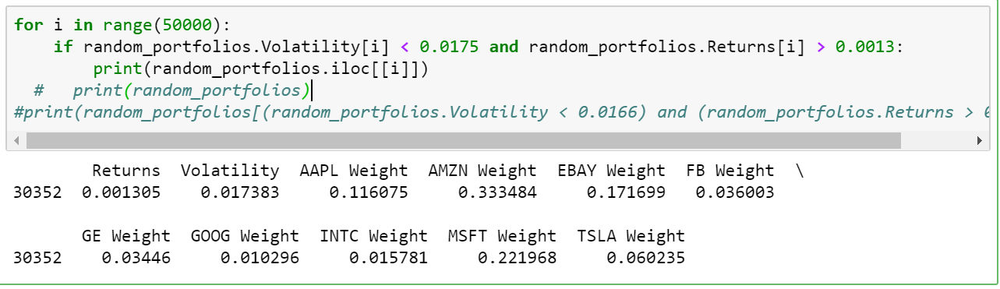 for i in range(50000):
    if random_portfolios.Volatility[i] < 0.0175 and random_portfolios.Returns[i] > 0.0013:
        print(random_portfolios.iloc[[i]])
  #   print(random_portfolios)
#print(random_portfolios[(random_portfolios.Volatility < 0.0166) and (random_portfolios.Returns >
        Returns  Volatility  AAPL Weight  AMZN Weight  EBAY Weight  FB Weight  \
30352  0.001305    0.017383     0.116075     0.333484     0.171699   0.036003
       GE Weight  GOOG Weight  INTC Weight  MSFT Weight  TSLA Weight
30352    0.03446     0.010296     0.015781     0.221968     0.060235